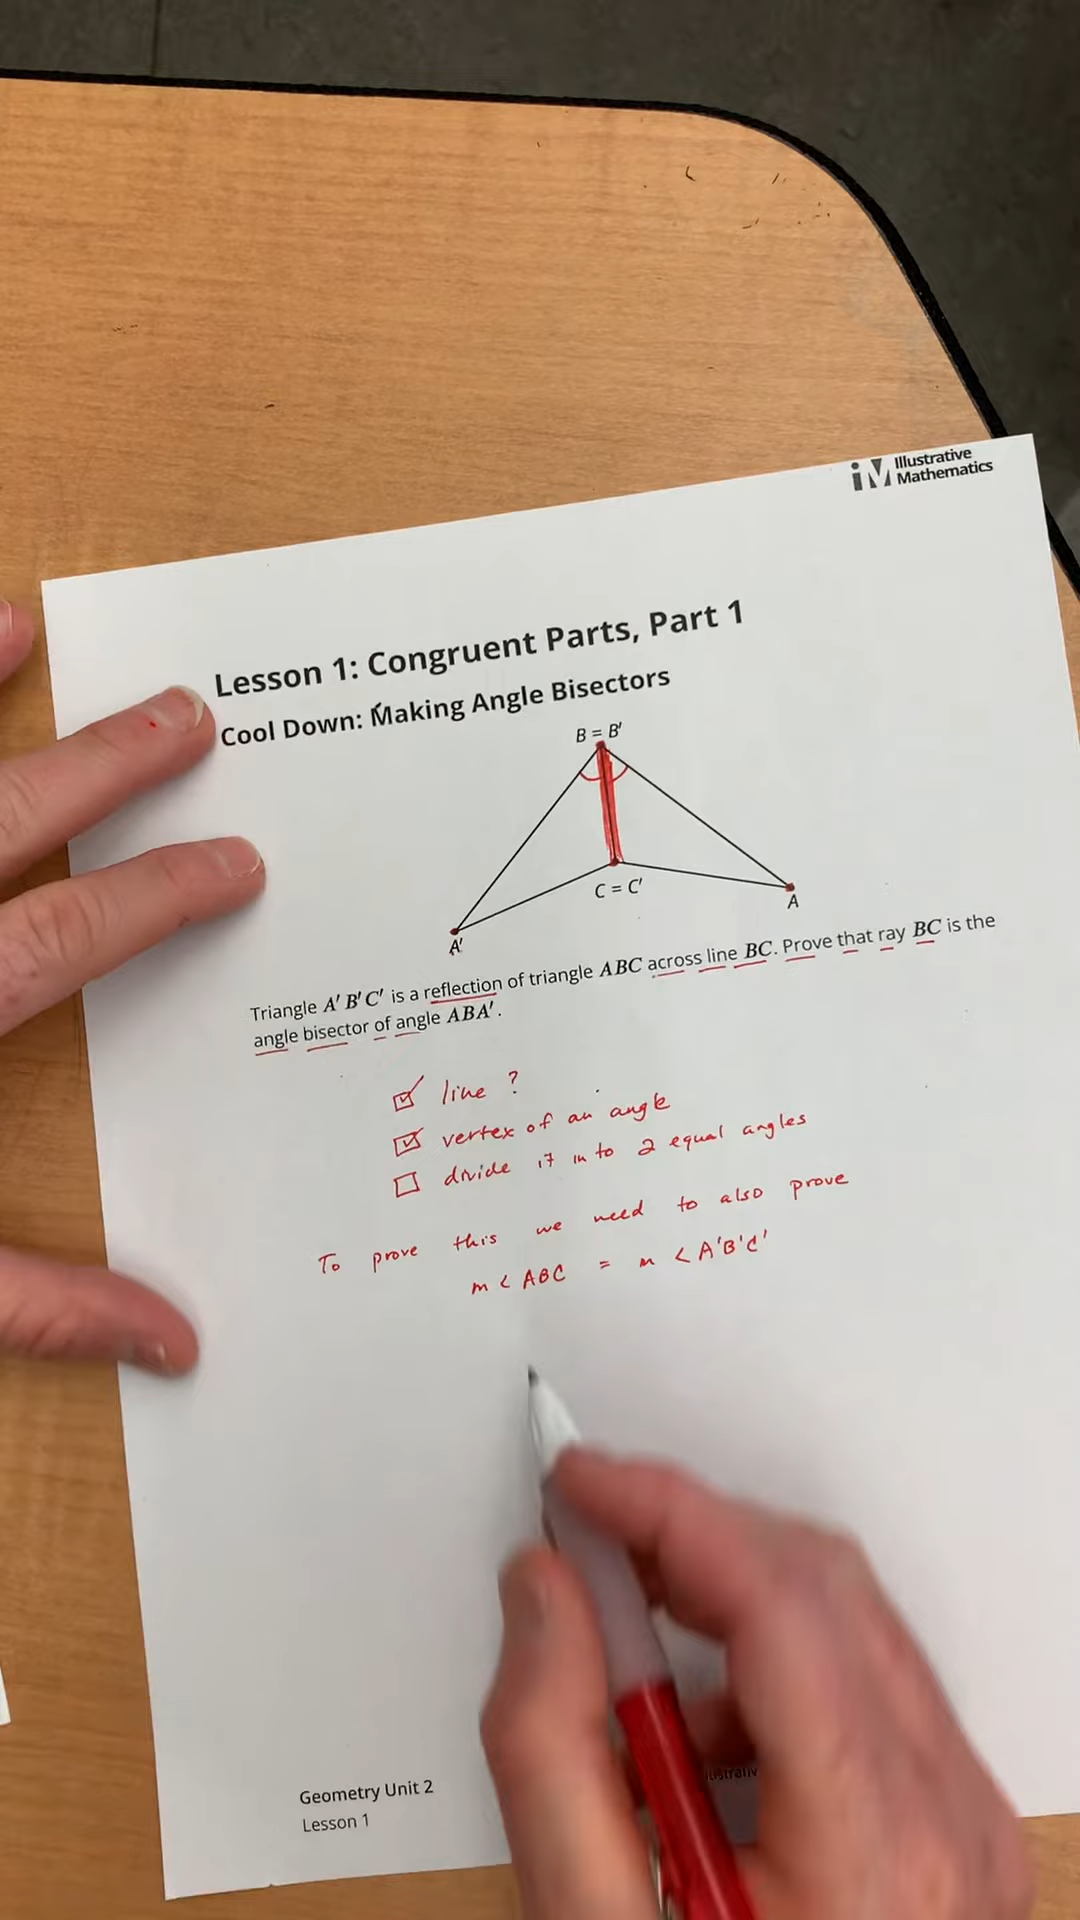 Illustrative
Mathematics
Lesson 1: Congruent Parts, Part 1
Cool Down: Making Angle Bisectors
B = B′
C = C′
A
A′
Triangle A′ B′ C′ is a reflection of triangle ABC across line BC. Prove that ray BC is the
angle bisector of angle ABA′.
line ?
vertex of an angle
divide it in to 2 equal angles
To prove this we need to also prove
m < ABC = m < A'B'C'
Geometry Unit 2
Lesson 1